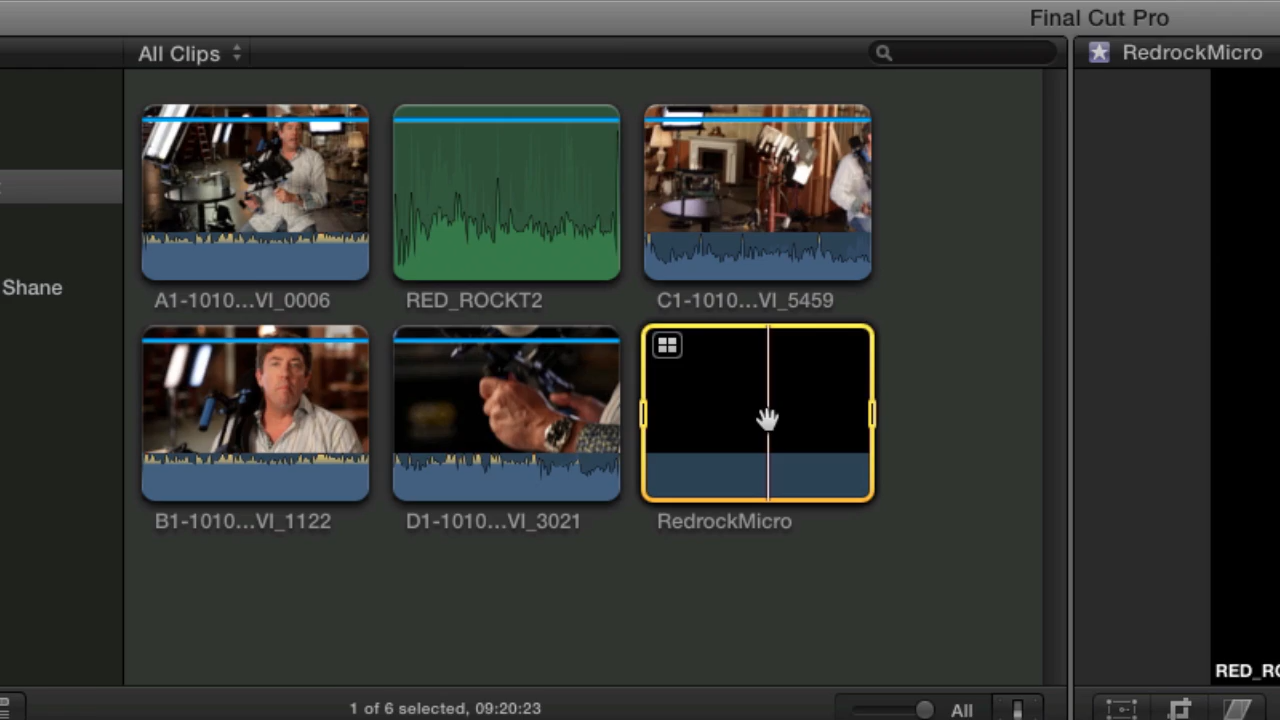 Final Cut Pro
All Clips
RedrockMicro
Shane
A1-1010...VI_0006
RED_ROCKT2
C1-1010...VI_5459
B1-1010...VI_1122
D1-1010...VI_3021
RedrockMicro
RED_R
1 of 6 selected, 09:20:23
All